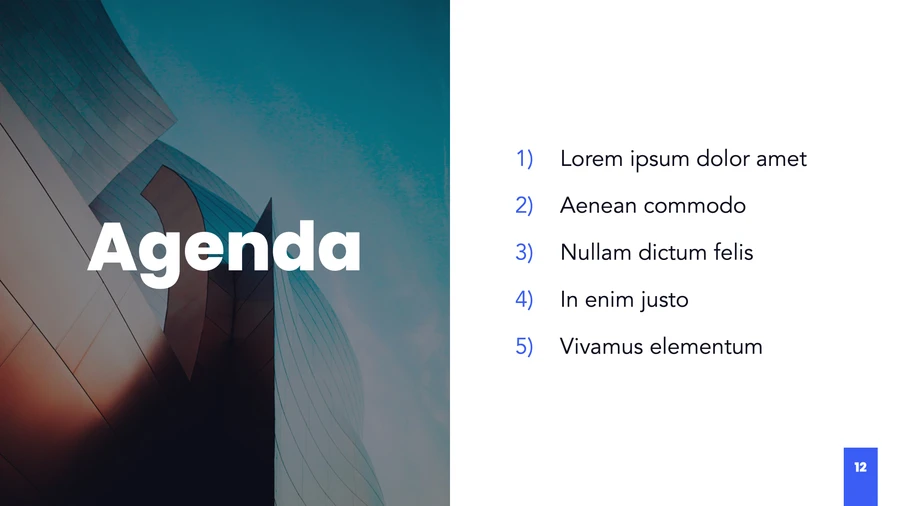 Agenda
1) Lorem ipsum dolor amet
2) Aenean commodo
3) Nullam dictum felis
4) In enim justo
5) Vivamus elementum
12